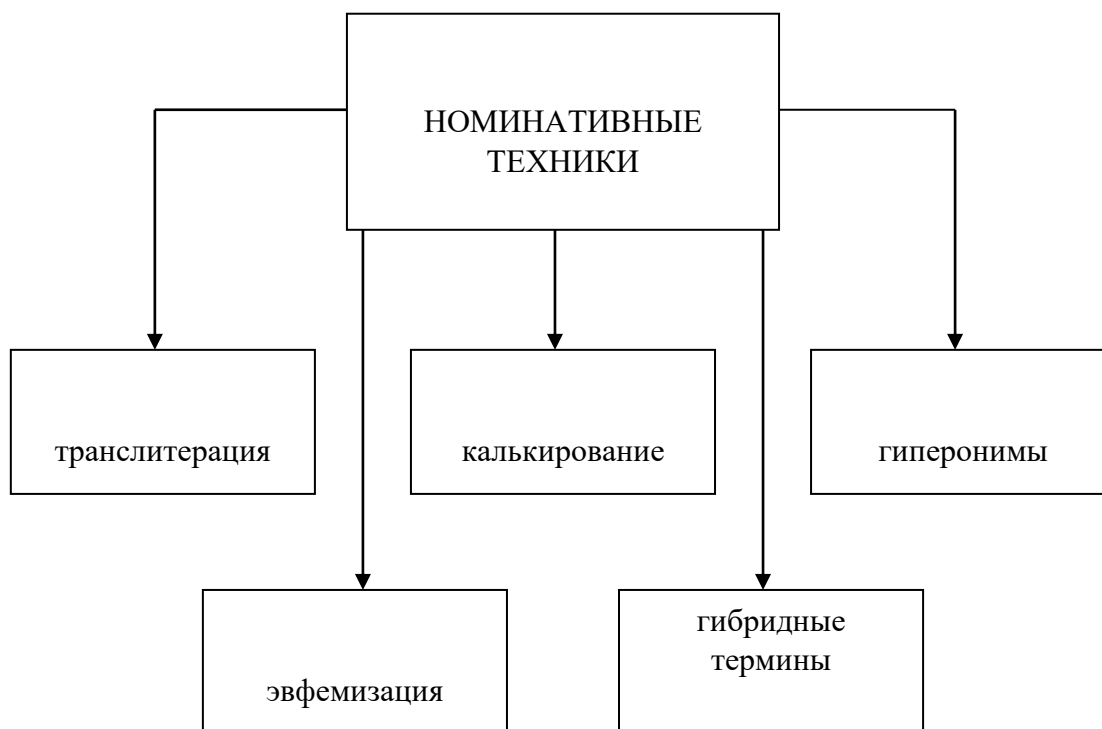 НОМИНАТИВНЫЕ
ТЕХНИКИ
транслитерация
калькирование
гиперонимы
эвфемизация
гибридные
термины